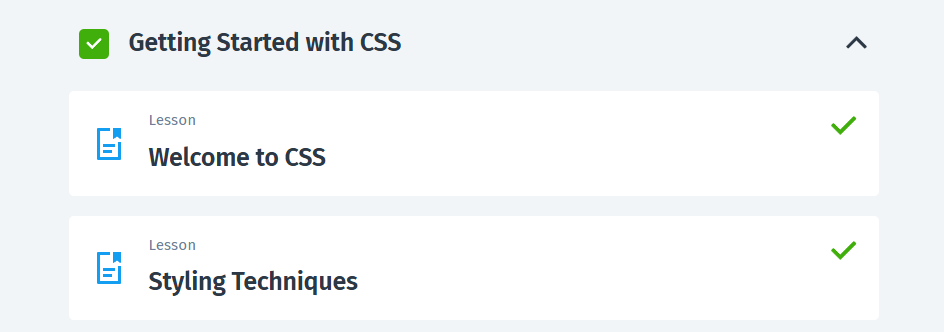 Getting Started with CSS
Lesson
Welcome to CSS
Lesson
Styling Techniques